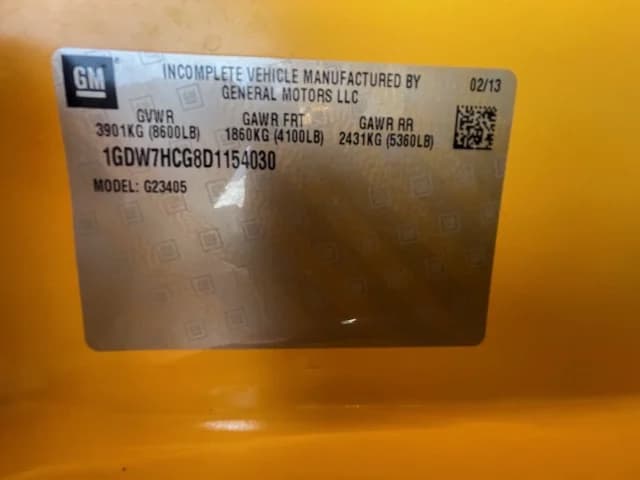 GM
INCOMPLETE VEHICLE MANUFACTURED BY
GENERAL MOTORS LLC
02/13
GVWR GAWR FRT GAWR RR
3901KG (8600LB) 1860KG (4100LB) 2431KG (5360LB)
1GDW7HCG8D1154030
MODEL: G23405